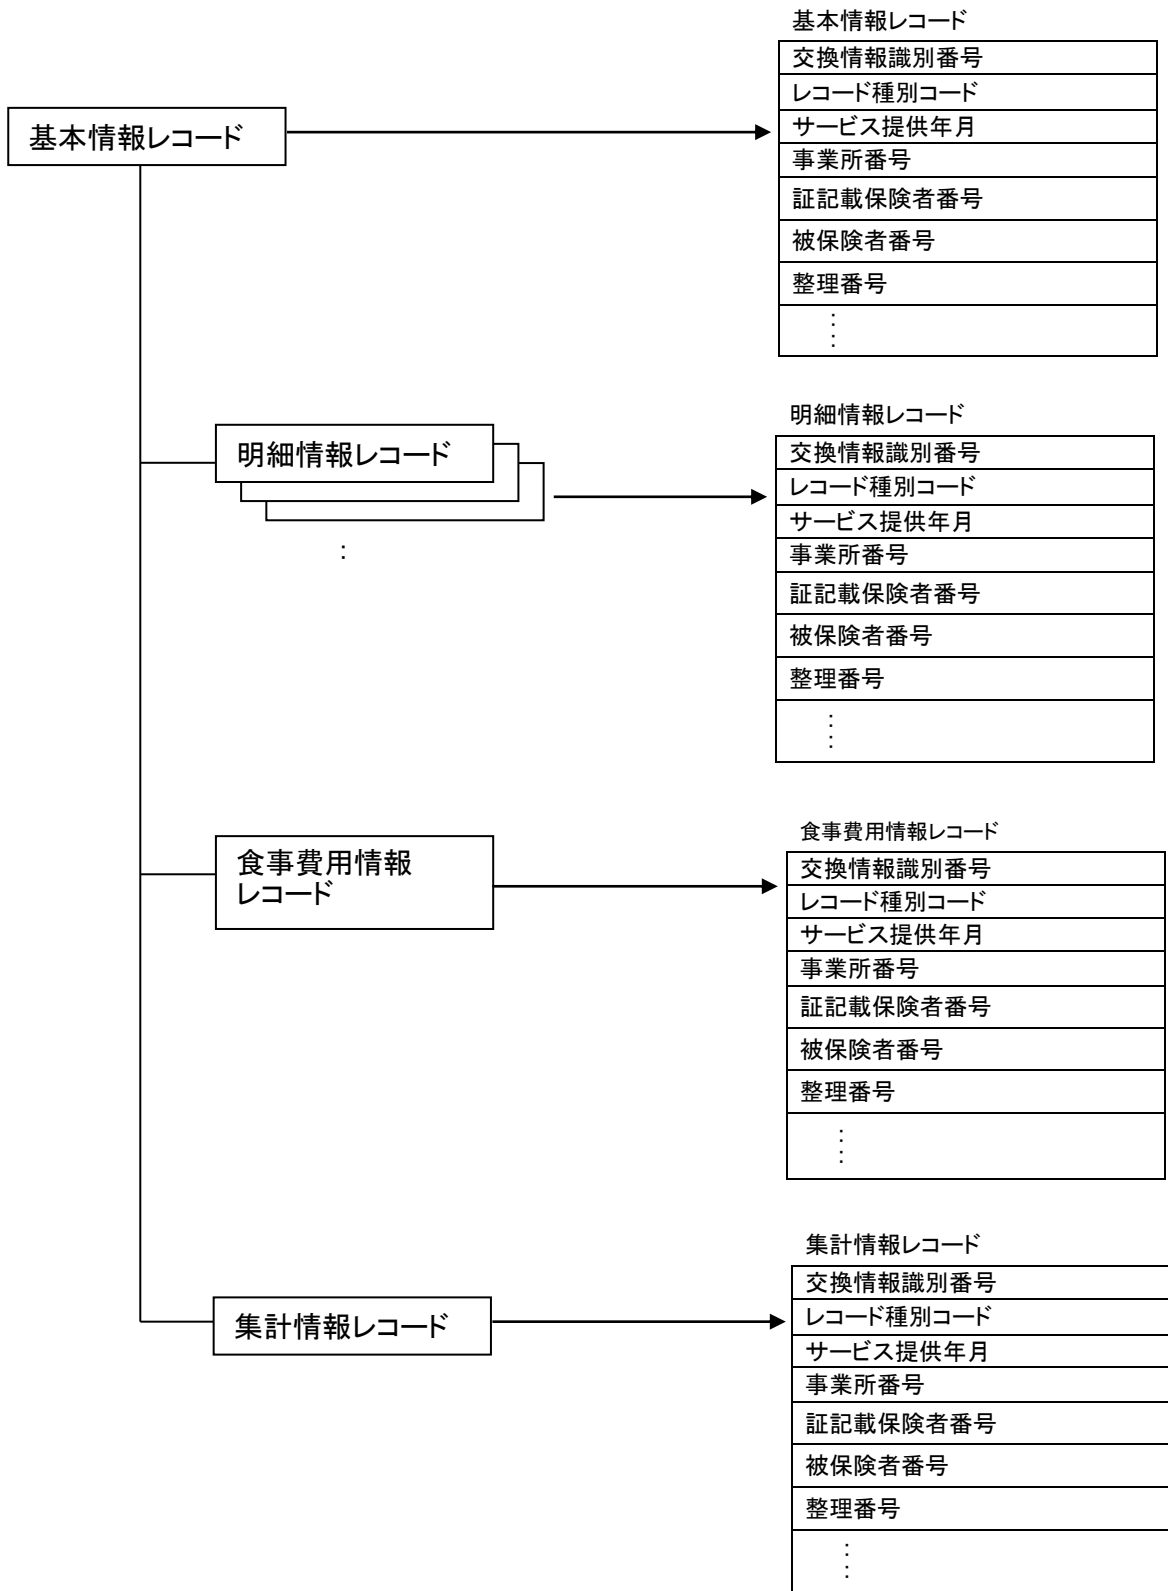 基本情報レコード
基本情報レコード
交換情報識別番号
レコード種別コード
サービス提供年月
事業所番号
証記載保険者番号
被保険者番号
整理番号
:
:
明細情報レコード
:
明細情報レコード
交換情報識別番号
レコード種別コード
サービス提供年月
事業所番号
証記載保険者番号
被保険者番号
整理番号
:
:
食事費用情報
レコード
食事費用情報レコード
交換情報識別番号
レコード種別コード
サービス提供年月
事業所番号
証記載保険者番号
被保険者番号
整理番号
:
:
集計情報レコード
集計情報レコード
交換情報識別番号
レコード種別コード
サービス提供年月
事業所番号
証記載保険者番号
被保険者番号
整理番号
:
: